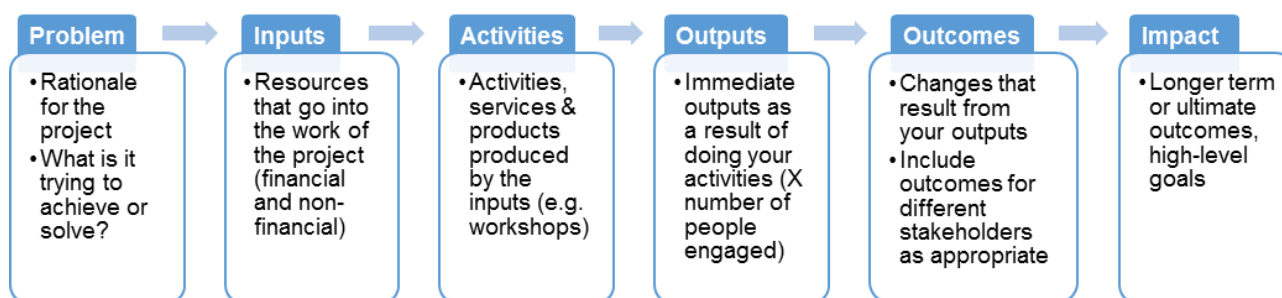 Problem
• Rationale
for the
project
• What is it
trying to
achieve or
solve?
Inputs
• Resources
that go into
the work of
the project
(financial
and non-
financial)
Activities
• Activities,
services &
products
produced
by the
inputs (e.g.
workshops)
Outputs
• Immediate
outputs as
a result of
doing your
activities (X
number of
people
engaged)
Outcomes
• Changes that
result from
your outputs
• Include
outcomes for
different
stakeholders
as appropriate
Impact
• Longer term
or ultimate
outcomes,
high-level
goals